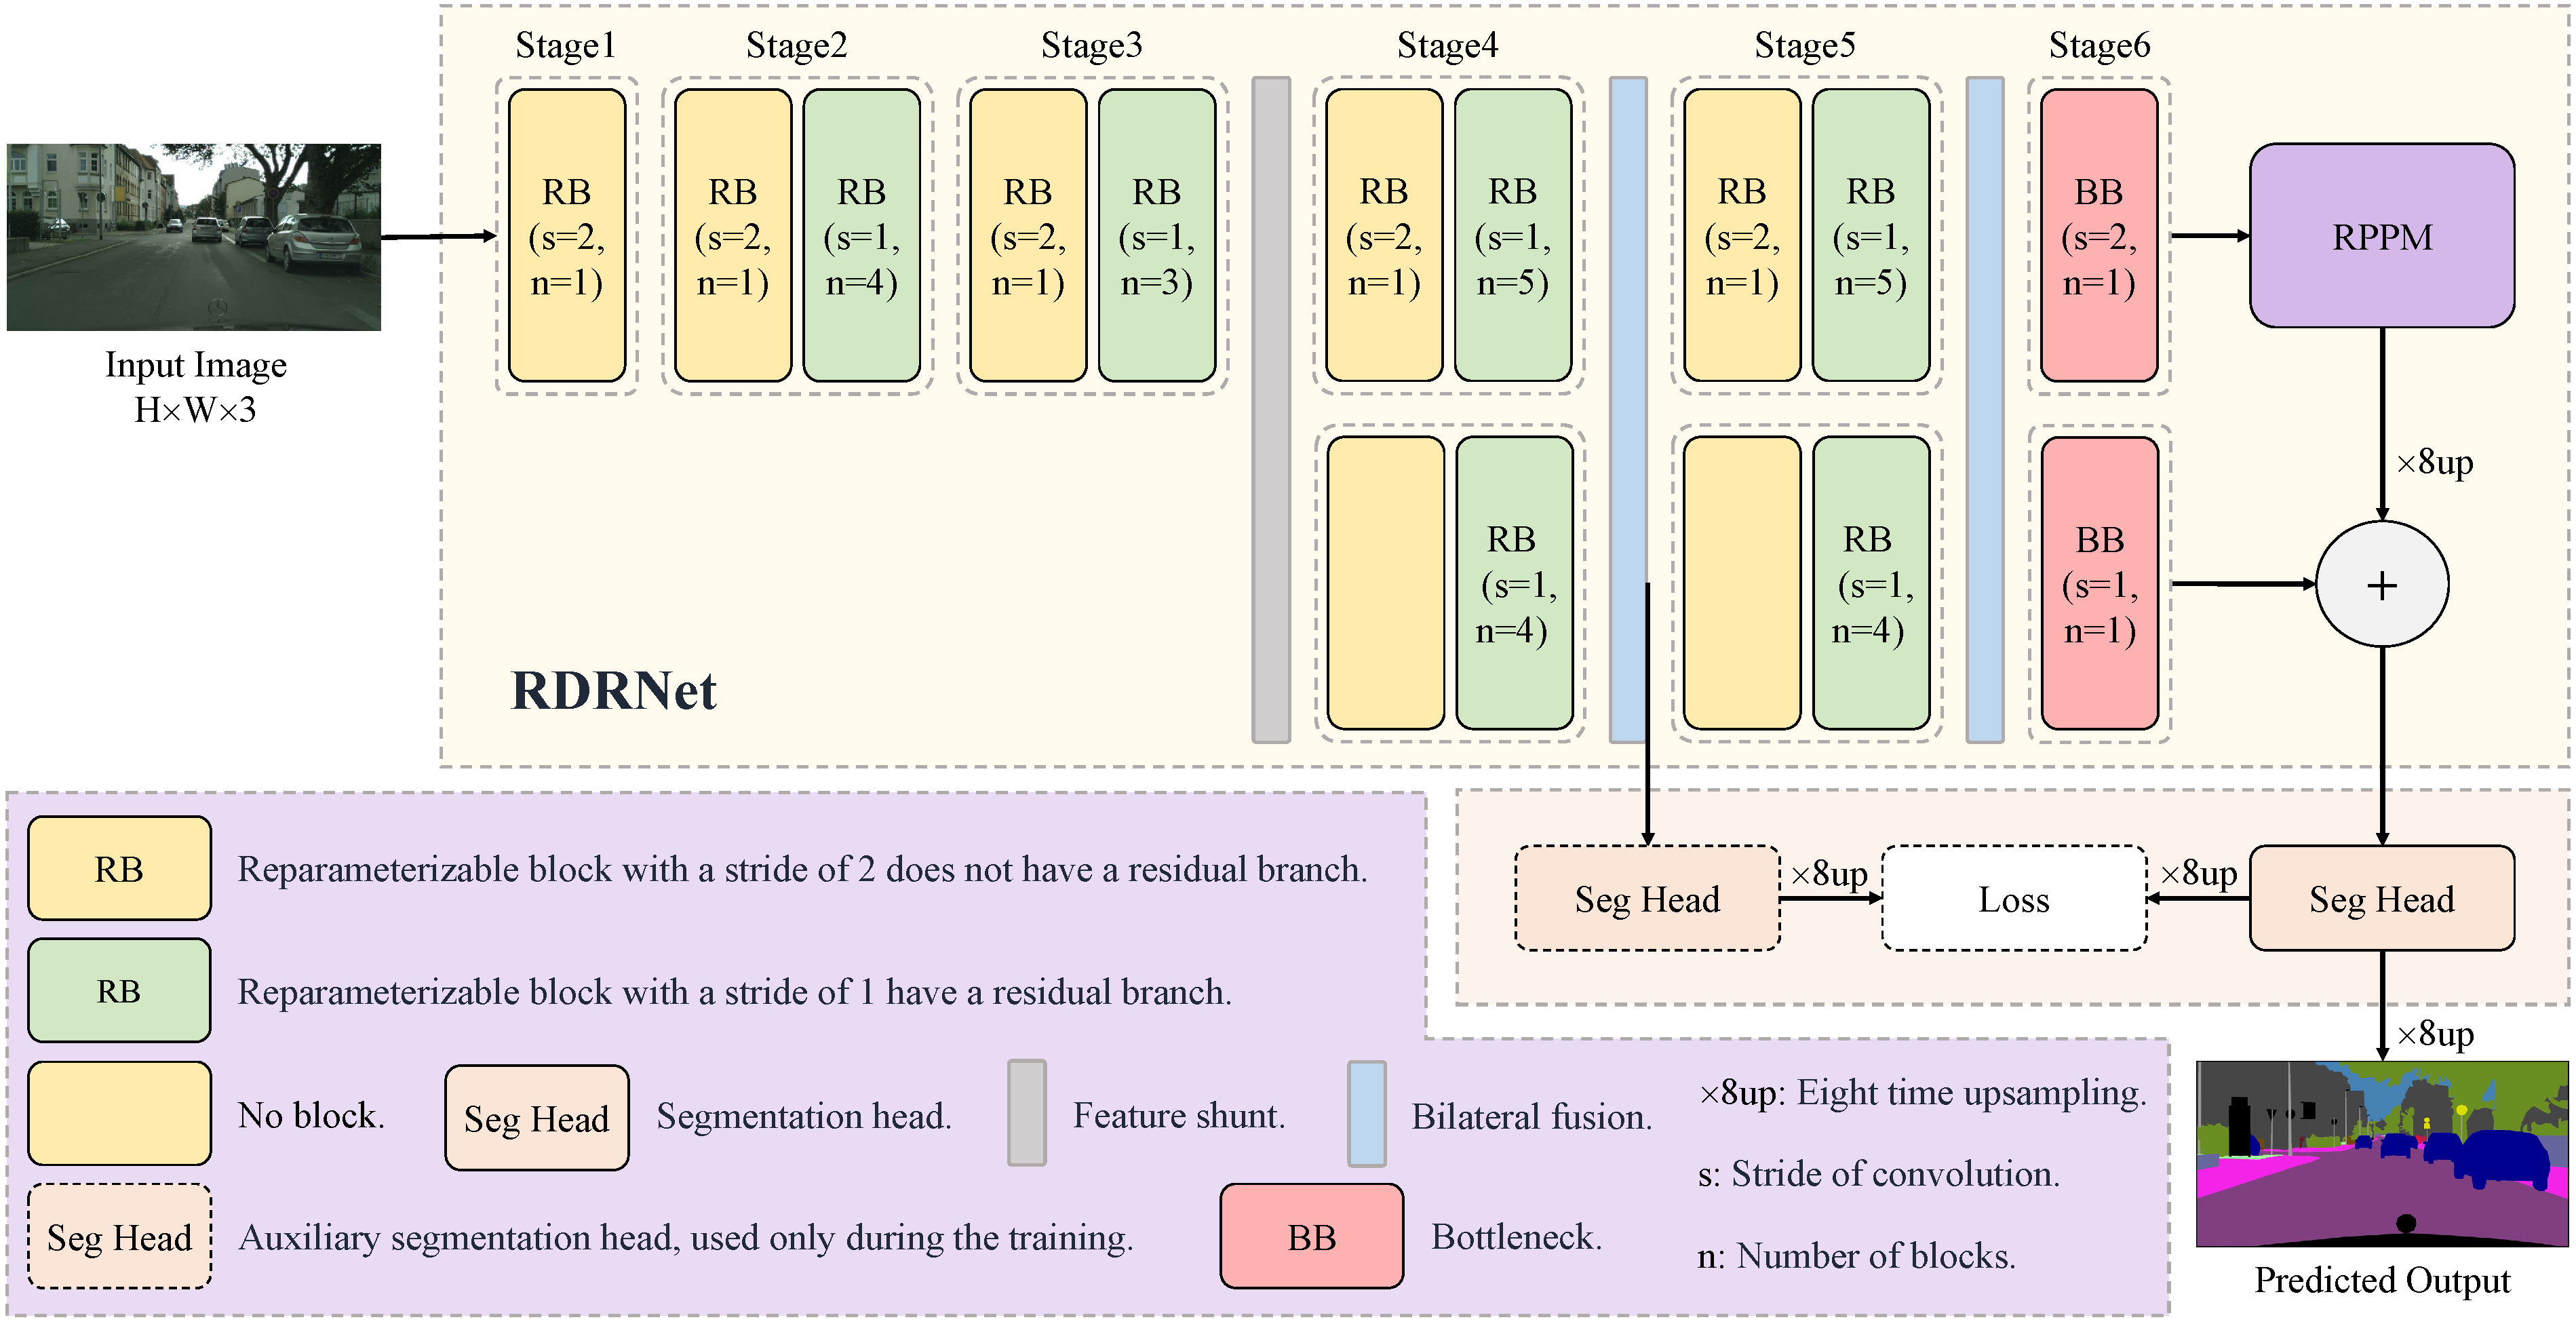 Stage1
Stage2
Stage3
Stage4
Stage5
Stage6
RB
(s=2,
n=1)
RB
(s=2,
n=1)
RB
(s=1,
n=4)
RB
(s=2,
n=1)
RB
(s=1,
n=3)
RB
(s=2,
n=1)
RB
(s=1,
n=5)
RB
(s=2,
n=1)
RB
(s=1,
n=5)
BB
(s=2,
n=1)
RPPM
Input Image
H×W×3
×8up
RB
(s=1,
n=4)
RB
(s=1,
n=4)
BB
(s=1,
n=1)
+
RDRNet
Seg Head
×8up
Loss
×8up
Seg Head
×8up
Predicted Output
RB
Reparameterizable block with a stride of 2 does not have a residual branch.
RB
Reparameterizable block with a stride of 1 have a residual branch.
No block.
Seg Head
Segmentation head.
Feature shunt.
Bilateral fusion.
×8up: Eight time upsampling.
s: Stride of convolution.
n: Number of blocks.
Seg Head
Auxiliary segmentation head, used only during the training.
BB
Bottleneck.